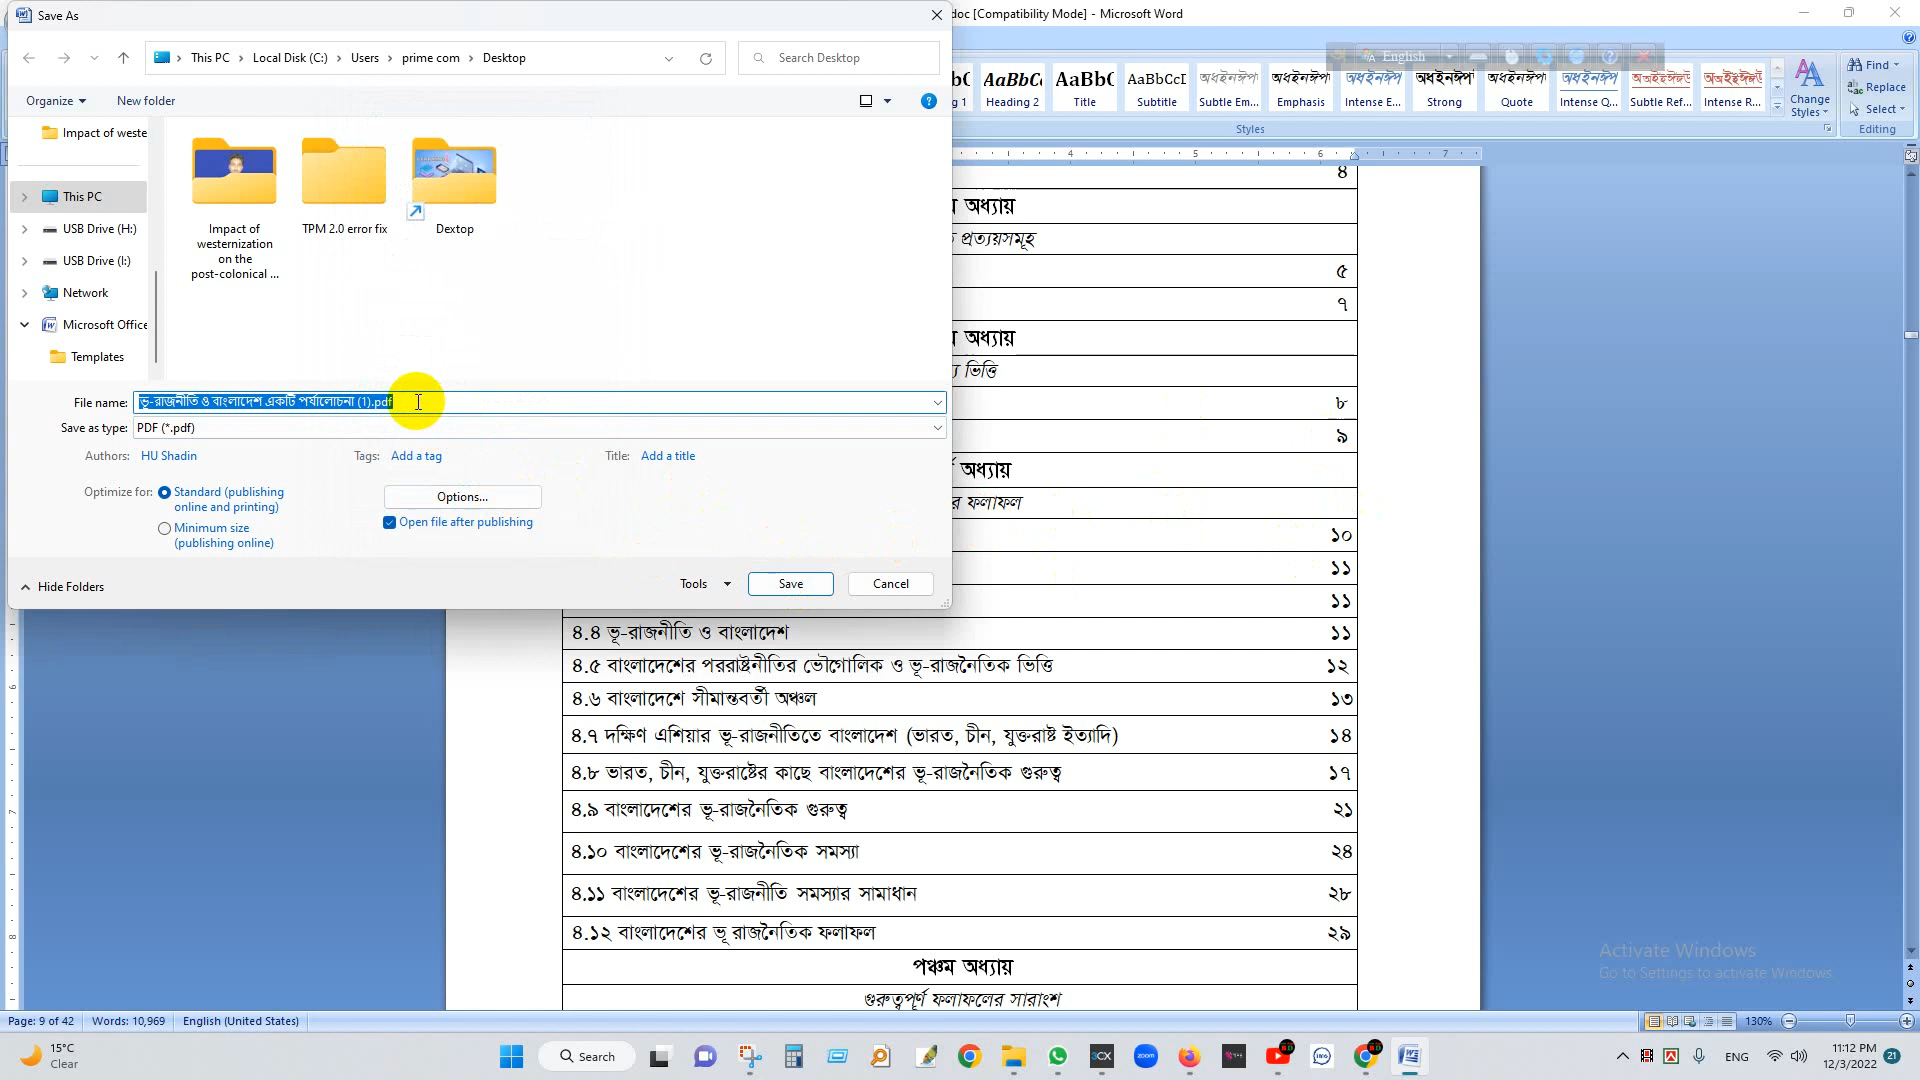 Save As
doc [Compatibility Mode] - Microsoft Word
This PC > Local Disk (C:) > Users > prime com > Desktop
Search Desktop
English
Organize
New folder
Heading 2
Title
Subtitle
Subtle Em...
Emphasis
Intense E...
Strong
Quote
Intense Q...
Subtle Ref...
Intense R...
Change Styles
Find
Replace
Select
Styles
Editing
Impact of weste
This PC
USB Drive (H:)
USB Drive (I:)
Network
Microsoft Office
Templates
Impact of
westernization
on the
post-colonical ...
TPM 2.0 error fix
Dextop
File name: ভূ-রাজনীতি ও বাংলাদেশ একটি পর্যালোচনা (1).pdf
Save as type: PDF (*.pdf)
Authors: HU Shadin
Tags: Add a tag
Title: Add a title
Optimize for: Standard (publishing
online and printing)
Minimum size
(publishing online)
Options...
Open file after publishing
Hide Folders
Tools
Save
Cancel
৪
অধ্যায়
প্রত্যয়সমূহ
৫
৭
অধ্যায়
ভিত্তি
৮
৯
অধ্যায়
র ফলাফল
১০
১১
১১
৪.৪ ভূ-রাজনীতি ও বাংলাদেশ ১১
৪.৫ বাংলাদেশের পররাষ্ট্রনীতির ভৌগোলিক ও ভূ-রাজনৈতিক ভিত্তি ১২
৪.৬ বাংলাদেশে সীমান্তবর্তী অঞ্চল ১৩
৪.৭ দক্ষিণ এশিয়ার ভূ-রাজনীতিতে বাংলাদেশ (ভারত, চীন, যুক্তরাষ্ট ইত্যাদি) ১৪
৪.৮ ভারত, চীন, যুক্তরাষ্টের কাছে বাংলাদেশের ভূ-রাজনৈতিক গুরুত্ব ১৭
৪.৯ বাংলাদেশের ভূ-রাজনৈতিক গুরুত্ব ২১
৪.১০ বাংলাদেশের ভূ-রাজনৈতিক সমস্যা ২৪
৪.১১ বাংলাদেশের ভূ-রাজনীতি সমস্যার সামাধান ২৮
৪.১২ বাংলাদেশের ভূ রাজনৈতিক ফলাফল ২৯
পঞ্চম অধ্যায়
গুরুত্বপূর্ণ ফলাফলের সারাংশ
Activate Windows
Go to Settings to activate Windows.
Page: 9 of 42
Words: 10,969
English (United States)
130%
15°C
Clear
Search
ENG
11:12 PM
12/3/2022
21